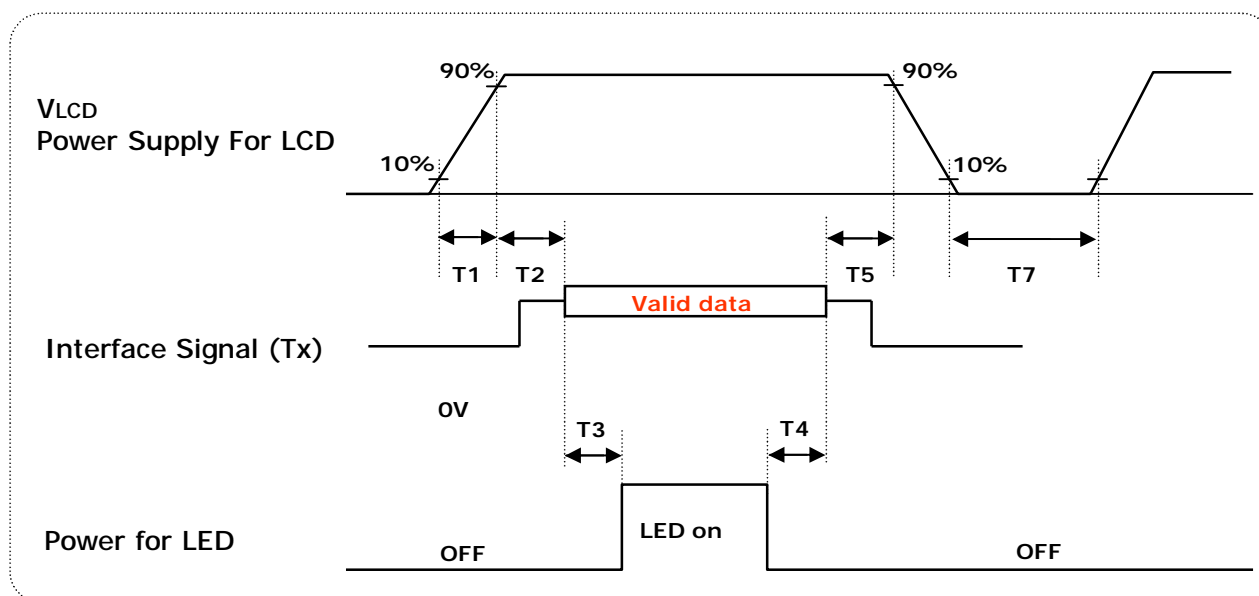 90%
90%
VLCD
Power Supply For LCD
10%
10%
T1
T2
T5
T7
Valid data
Interface Signal (Tx)
0V
T3
T4
LED on
Power for LED
OFF
OFF